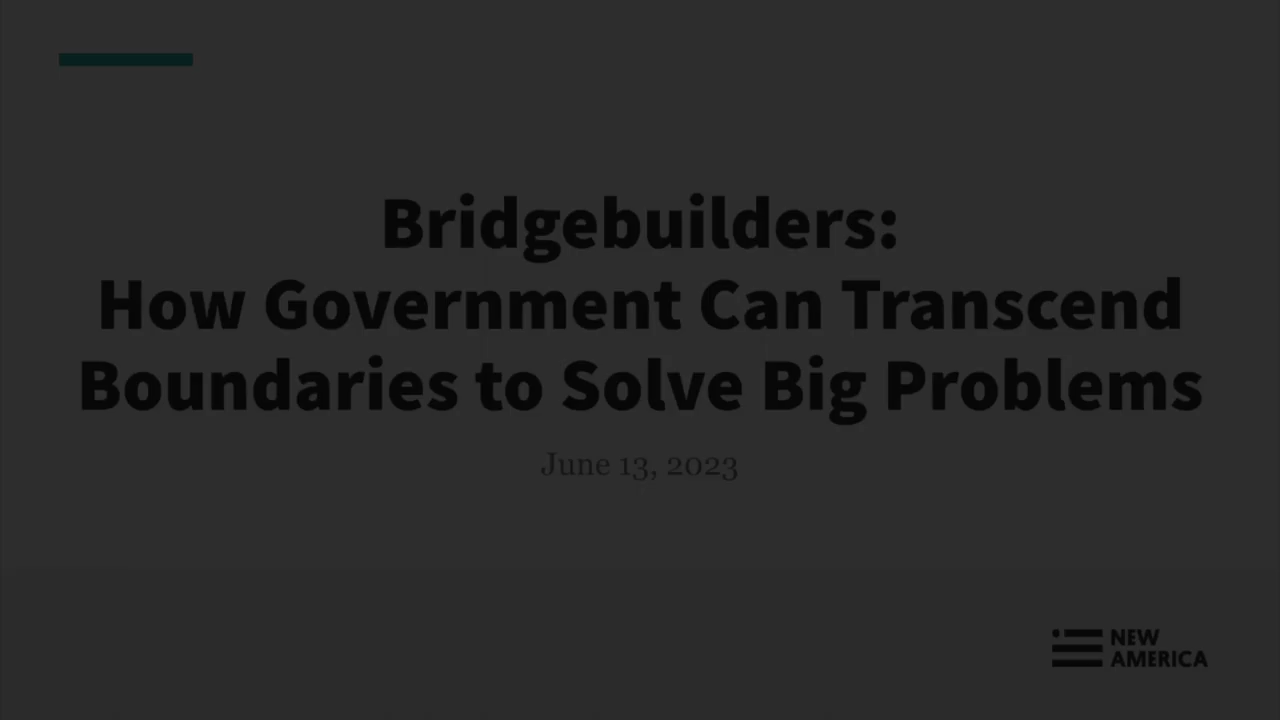 Bridgebuilders:
How Government Can Transcend
Boundaries to Solve Big Problems
June 13, 2023
NEW
AMERICA